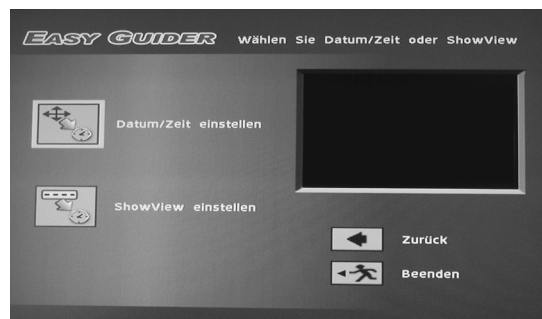 EASY GUIDER Wählen Sie Datum/Zeit oder ShowView
Datum/Zeit einstellen
ShowView einstellen
Zurück
Beenden